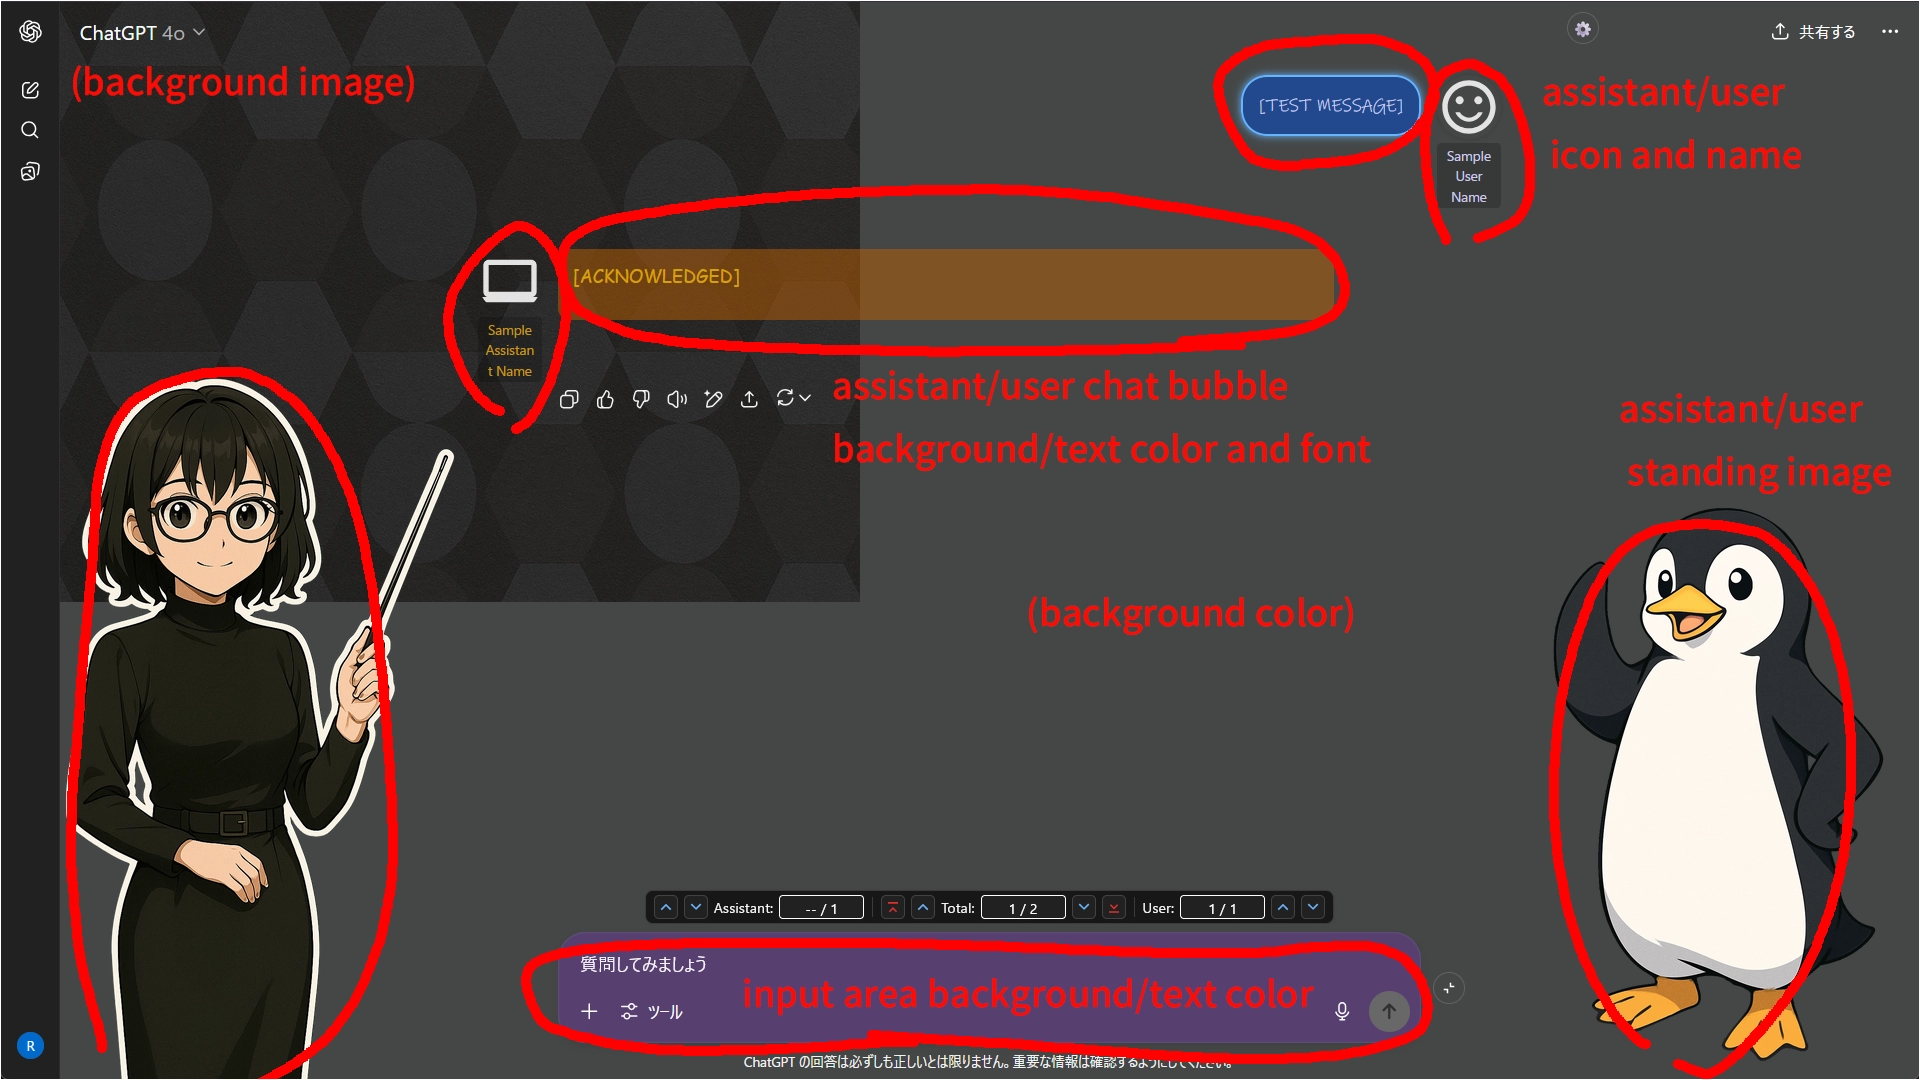 ChatGPT 4o
共有する
(background image)
[TEST MESSAGE]
assistant/user
icon and name
Sample
User
Name
[ACKNOWLEDGED]
Sample
Assistan
t Name
assistant/user chat bubble
background/text color and font
assistant/user
standing image
(background color)
Assistant: -- / 1 Total: 1 / 2 User: 1 / 1
質問してみましょう
input area background/text color
ツール
R
ChatGPT の回答は必ずしも正しいとは限りません。重要な情報は確認するようにしてください。